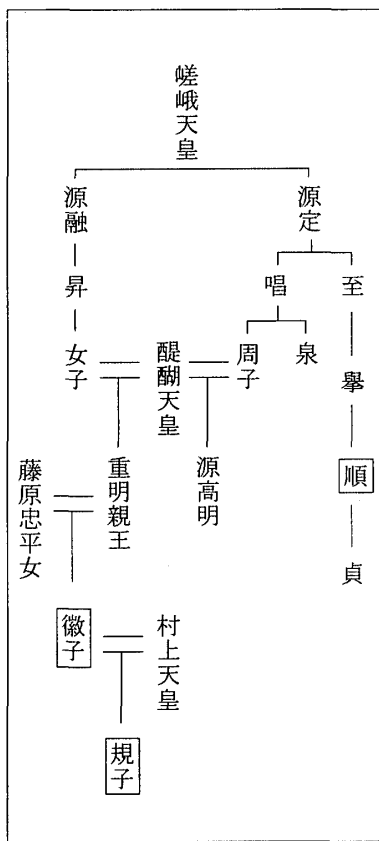 嵯峨天皇
源定
至
擧
順
貞
唱
泉
周子
源高明
醍醐天皇
源融
昇
女子
重明親王
藤原忠平女
村上天皇
徽子
規子